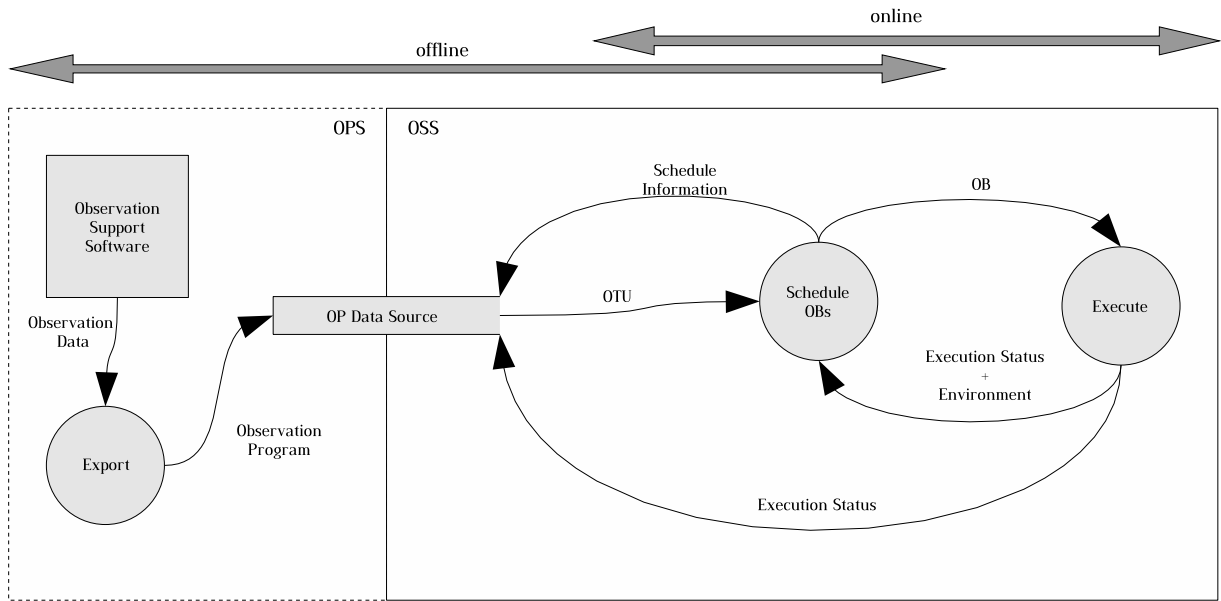 online
offline
OPS
OSS
Observation
Support
Software
Schedule
Information
OB
OTU
Schedule
OBs
Execute
OP Data Source
Observation
Data
Execution Status
+
Environment
Observation
Program
Export
Execution Status